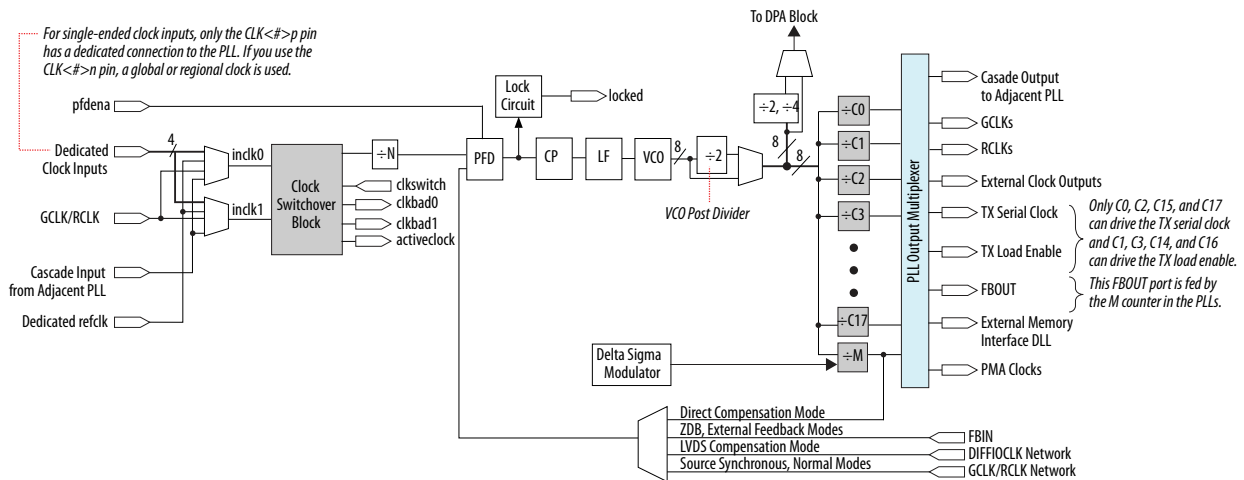 To DPA Block
For single-ended clock inputs, only the CLK<#>p pin
has a dedicated connection to the PLL. If you use the
CLK<#>n pin, a global or regional clock is used.
pfdena
Dedicated
Clock Inputs
4
GCLK/RCLK
Cascade Input
from Adjacent PLL
Dedicated refclk
inclk0
inclk1
Clock
Switchover
Block
÷N
clkswitch
clkbad0
clkbad1
activeclock
PFD
Lock
Circuit
locked
CP
LF
VCO
8
÷2
VCO Post Divider
÷2, ÷4
8
8
÷C0
÷C1
÷C2
÷C3
÷C17
÷M
Delta Sigma
Modulator
PLL Output Multiplexer
Casade Output
to Adjacent PLL
GCLKs
RCLKs
External Clock Outputs
TX Serial Clock
TX Load Enable
FBOUT
External Memory
Interface DLL
PMA Clocks
Only C0, C2, C15, and C17
can drive the TX serial clock
and C1, C3, C14, and C16
can drive the TX load enable.
This FBOUT port is fed by
the M counter in the PLLs.
Direct Compensation Mode
ZDB, External Feedback Modes
LVDS Compensation Mode
Source Synchronous, Normal Modes
FBIN
DIFFIOCLK Network
GCLK/RCLK Network